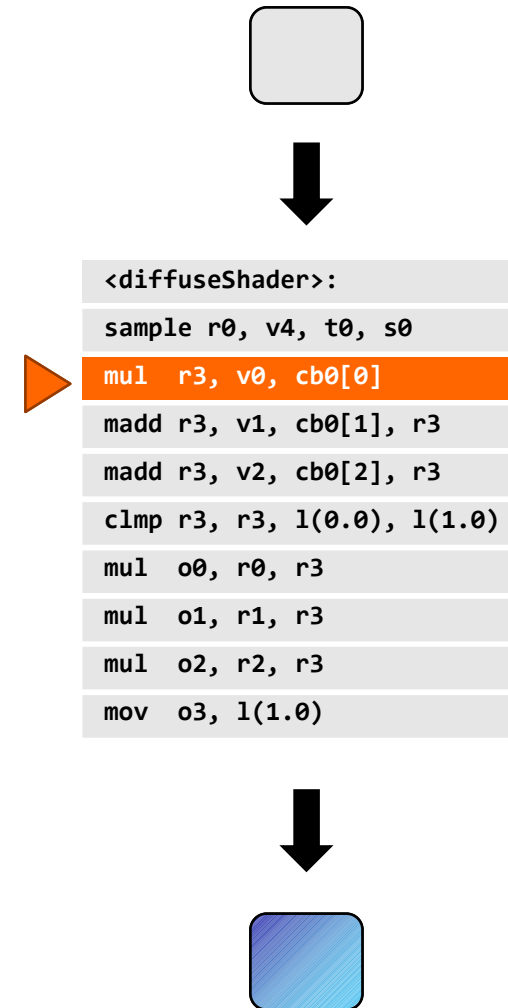 <diffuseShader>:
sample r0, v4, t0, s0
mul  r3, v0, cb0[0]
madd r3, v1, cb0[1], r3
madd r3, v2, cb0[2], r3
clmp r3, r3, l(0.0), l(1.0)
mul  o0, r0, r3
mul  o1, r1, r3
mul  o2, r2, r3
mov  o3, l(1.0)